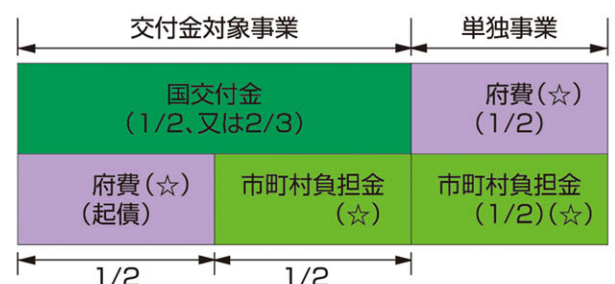 交付金対象事業
単独事業
国交付金
(1/2、又は2/3)
府費(☆)
(1/2)
府費(☆)
(起債)
市町村負担金
(☆)
市町村負担金
(1/2)(☆)
1/2
1/2